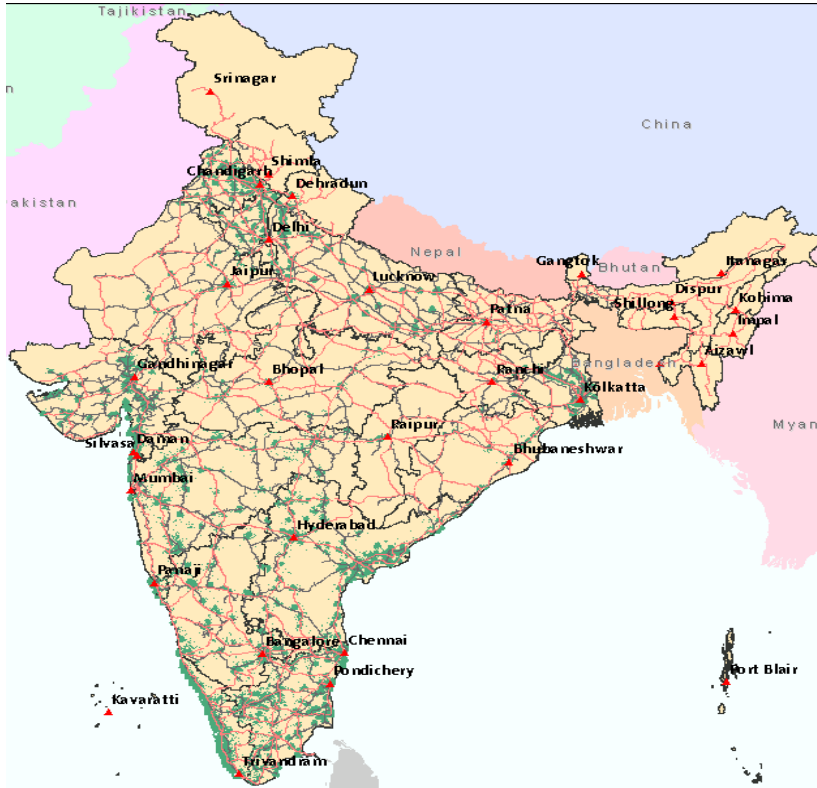 Tajikistan
n
Srinagar
China
Shimla
Chandigarh
Dehradun
akistan
Delhi
Nepal
Gangtok
Bhutan
Itanagar
Jaipur
Lucknow
Dispur
Shillong
Kohima
Patna
Impal
Gandhinagar
Bhopal
Ranchi
Bangladesh
Aizawl
Kolkatta
Raipur
Myan
Silvasa
Daman
Bhubaneshwar
Mumbai
Hyderabad
Panaji
Bangalore
Chennai
Pondichery
Port Blair
Kavaratti
Trivandram